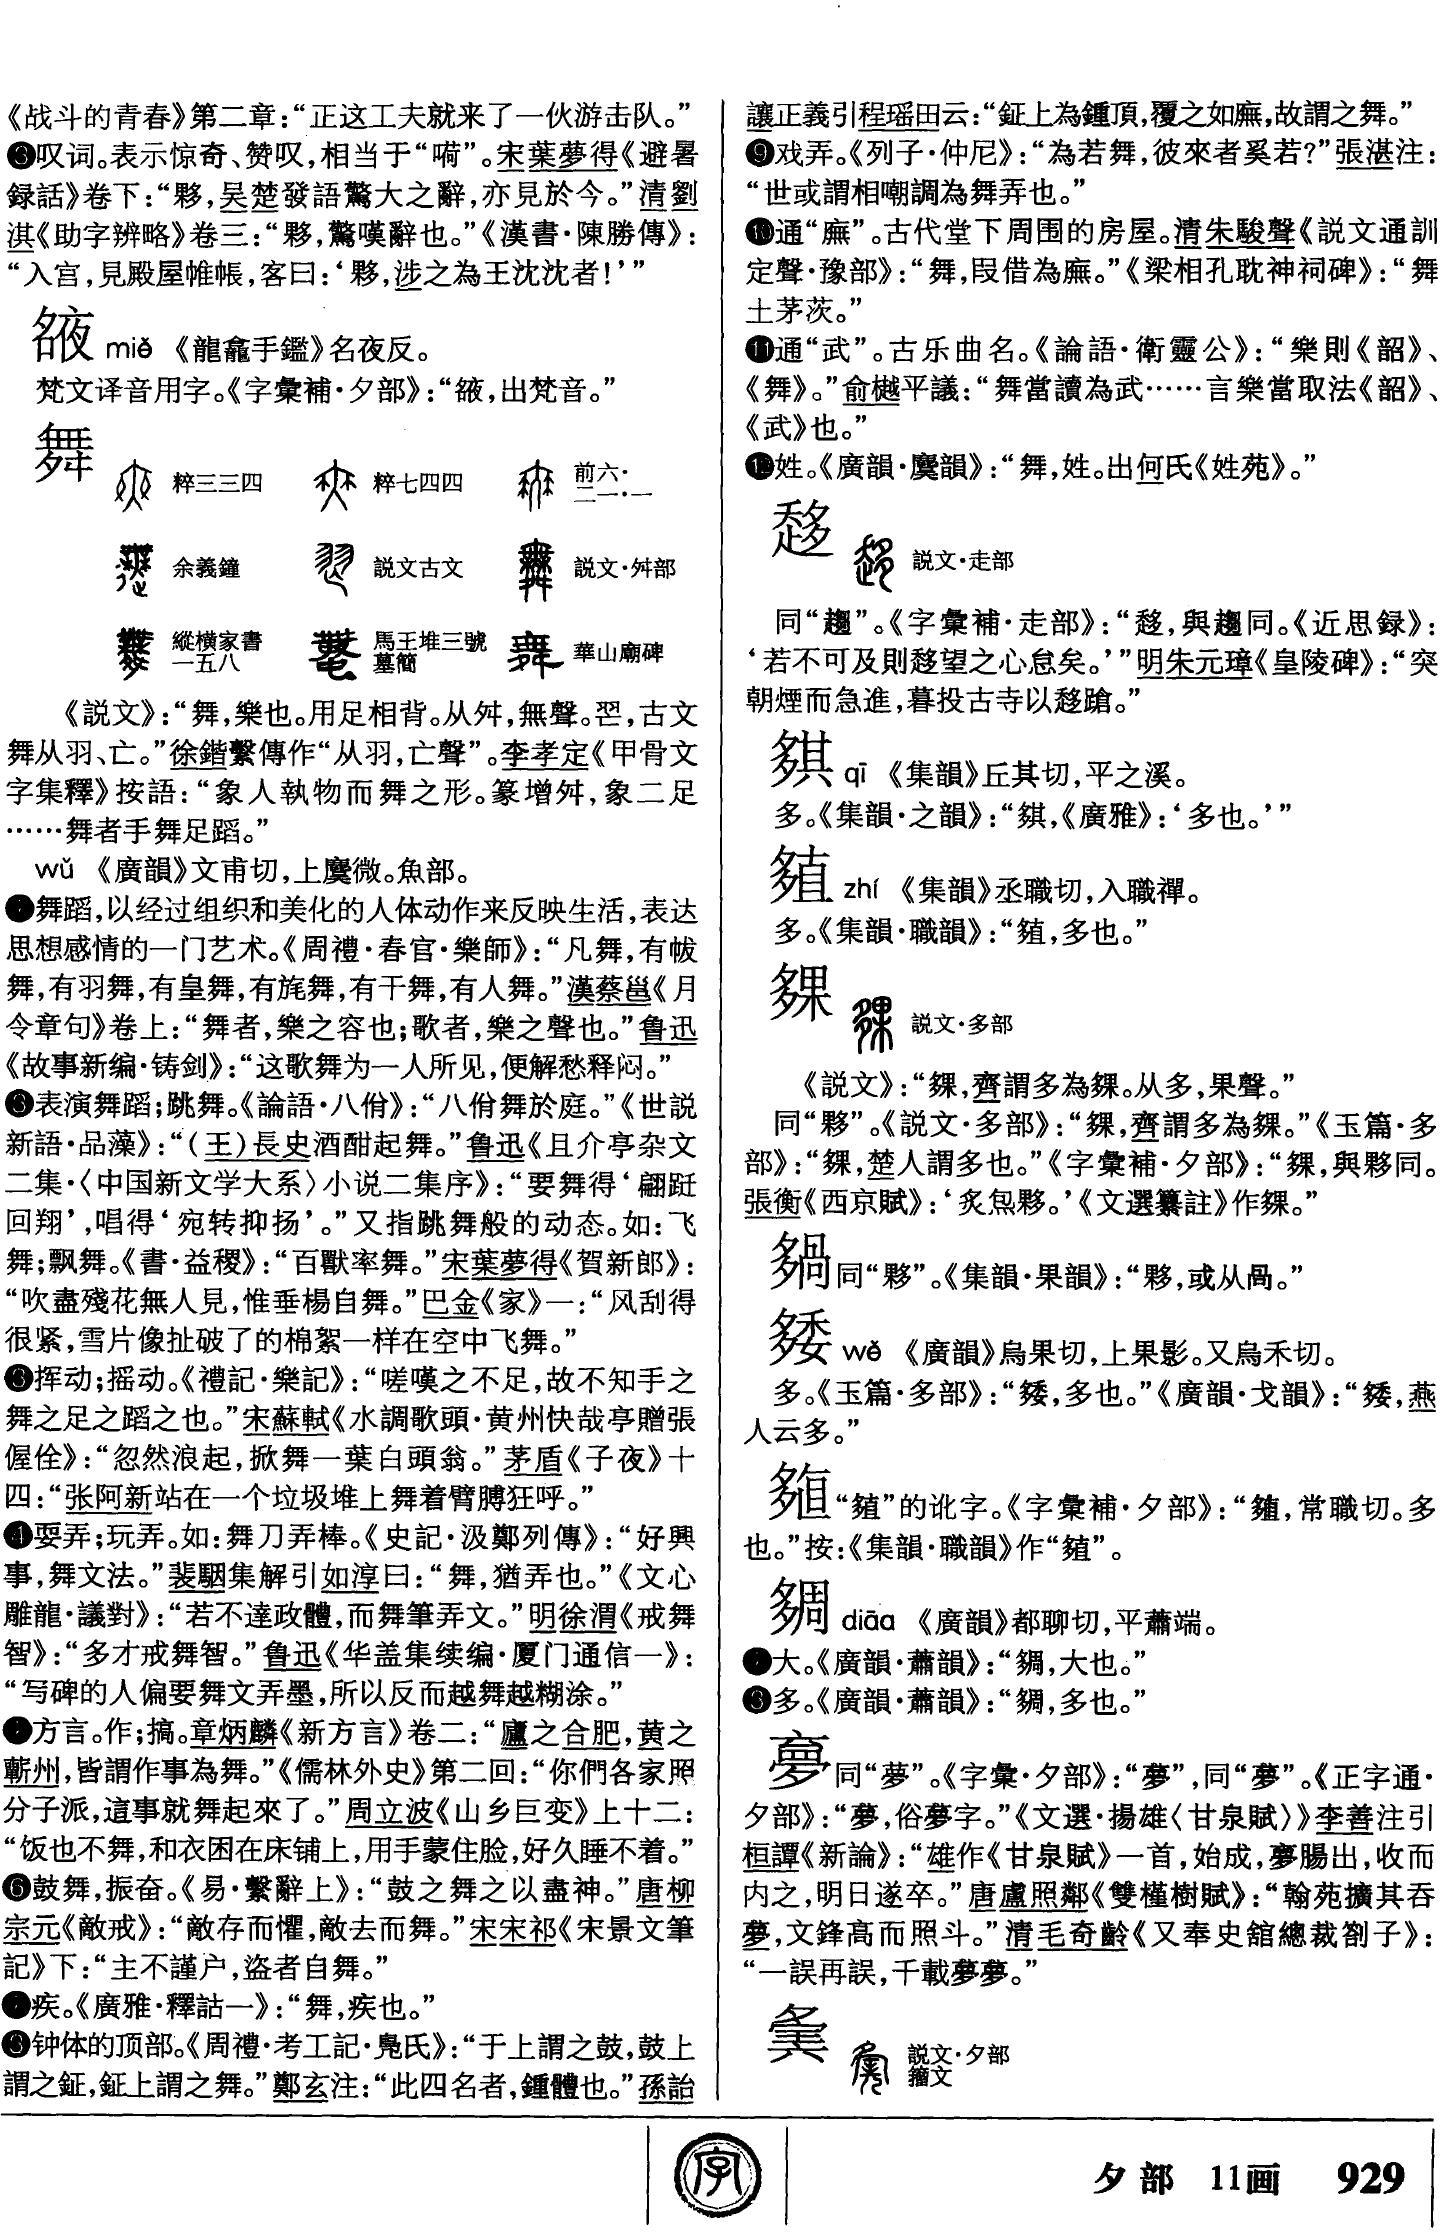 《战斗的青春》第二章：“正这工夫就来了一伙游击队。”
❸叹词。表示惊奇、赞叹，相当于“嗬”。宋葉夢得《避暑
録話》卷下：“夥，吴楚發語驚大之辭，亦見於今。”清劉
淇《助字辨略》卷三：“夥，驚嘆辭也。”《漢書·陳勝傳》：
“入宫，見殿屋帷帳，客曰：‘夥，涉之為王沈沈者！’”
miě 《龍龕手鑑》名夜反。
梵文译音用字。《字彙補·夕部》：“，出梵音。”
舞
粹三三四 粹七四四 前六·二一·一
余義鐘 説文古文 説文·舛部
縱横家書一五八 馬王堆三號墓簡 華山廟碑
《説文》：“舞，樂也。用足相背。从舛，無聲。𦏶，古文
舞从羽、亡。”徐鍇繫傳作“从羽，亡聲”。李孝定《甲骨文
字集釋》按語：“象人執物而舞之形。篆增舛，象二足
……舞者手舞足蹈。”
wǔ 《廣韻》文甫切，上麌微。魚部。
舞蹈，以经过组织和美化的人体动作来反映生活，表达
思想感情的一门艺术。《周禮·春官·樂師》：“凡舞，有帗
舞，有羽舞，有皇舞，有旄舞，有干舞，有人舞。”漢蔡邕《月
令章句》卷上：“舞者，樂之容也；歌者，樂之聲也。”鲁迅
《故事新编·铸剑》：“这歌舞为一人所见，便解愁释闷。”
表演舞蹈；跳舞。《論語·八佾》：“八佾舞於庭。”《世説
新語·品藻》：“（王）長史酒酣起舞。”鲁迅《且介亭杂文
二集·〈中国新文学大系〉小说二集序》：“要舞得‘翩跹
回翔’，唱得‘宛转抑扬’。”又指跳舞般的动态。如：飞
舞；飘舞。《書·益稷》：“百獸率舞。”宋葉夢得《賀新郎》：
“吹盡殘花無人見，惟垂楊自舞。”巴金《家》一：“风刮得
很紧，雪片像扯破了的棉絮一样在空中飞舞。”
❸挥动；摇动。《禮記·樂記》：“嗟嘆之不足，故不知手之
舞之足之蹈之也。”宋蘇軾《水調歌頭·黄州快哉亭贈張
偓佺》：“忽然浪起，掀舞一葉白頭翁。”茅盾《子夜》十
四：“张阿新站在一个垃圾堆上舞着臂膊狂呼。”
❹耍弄；玩弄。如：舞刀弄棒。《史記·汲鄭列傳》：“好興
事，舞文法。”裴駰集解引如淳曰：“舞，猶弄也。”《文心
雕龍·議對》：“若不達政體，而舞筆弄文。”明徐渭《戒舞
智》：“多才戒舞智。”鲁迅《华盖集续编·厦门通信一》：
“写碑的人偏要舞文弄墨，所以反而越舞越糊涂。”
方言。作；搞。章炳麟《新方言》卷二：“廬之合肥，黄之
蘄州，皆謂作事為舞。”《儒林外史》第二回：“你們各家照
分子派，這事就舞起來了。”周立波《山乡巨变》上十二：
“饭也不舞，和衣困在床铺上，用手蒙住脸，好久睡不着。”
❻鼓舞，振奋。《易·繫辭上》：“鼓之舞之以盡神。”唐柳
宗元《敵戒》：“敵存而懼，敵去而舞。”宋宋祁《宋景文筆
記》下：“主不謹户，盗者自舞。”
疾。《廣雅·釋詁一》：“舞，疾也。”
钟体的顶部。《周禮·考工記·鳧氏》：“于上謂之鼓，鼓上
謂之鉦，鉦上謂之舞。”鄭玄注：“此四名者，鍾體也。”孫詒
讓正義引程瑶田云：“鉦上為鍾頂，覆之如廡，故謂之舞。”
❾戏弄。《列子·仲尼》：“為若舞，彼來者奚若？”張湛注：
“世或謂相嘲調為舞弄也。”
❿通“廡”。古代堂下周围的房屋。清朱駿聲《説文通訓
定聲·豫部》：“舞，叚借為廡。”《梁相孔耽神祠碑》：“舞
土茅茨。”
⓫通“武”。古乐曲名。《論語·衛靈公》：“樂則《韶》、
《舞》。”俞樾平議：“舞當讀為武……言樂當取法《韶》、
《武》也。”
⓬姓。《廣韻·麌韻》：“舞，姓。出何氏《姓苑》。”
趍 説文·走部
同“趨”。《字彙補·走部》：“趍，與趨同。《近思録》：
‘若不可及則趍望之心怠矣。’”明朱元璋《皇陵碑》：“突
朝煙而急進，暮投古寺以趍蹌。”
qī 《集韻》丘其切，平之溪。
多。《集韻·之韻》：“，《廣雅》：‘多也。’”
zhí 《集韻》丞職切，入職禪。
多。《集韻·職韻》：“，多也。”
夥 説文·多部
《説文》：“，齊謂多為。从多，果聲。”
同“夥”。《説文·多部》：“，齊謂多為。”《玉篇·多
部》：“，楚人謂多也。”《字彙補·夕部》：“，與夥同。
張衡《西京賦》：‘炙炰夥。’《文選纂註》作。”
同“夥”。《集韻·果韻》：“夥，或从咼。”
wǒ 《廣韻》烏果切，上果影。又烏禾切。
多。《玉篇·多部》：“，多也。”《廣韻·戈韻》：“，燕
人云多。”
“”的讹字。《字彙補·夕部》：“，常職切。多
也。”按：《集韻·職韻》作“”。
diāo 《廣韻》都聊切，平蕭端。
大。《廣韻·蕭韻》：“，大也。”
多。《廣韻·蕭韻》：“，多也。”
同“夢”。《字彙·夕部》：“”，同“夢”。《正字通·
夕部》：“，俗夢字。”《文選·揚雄〈甘泉賦〉》李善注引
桓譚《新論》：“雄作《甘泉賦》一首，始成，夢腸出，收而
内之，明日遂卒。”唐盧照鄰《雙槿樹賦》：“翰苑擴其吞
夢，文鋒高而照斗。”清毛奇齡《又奉史舘總裁劄子》：
“一誤再誤，千載夢夢。”
説文·夕部籀文
字
夕部 11画 929